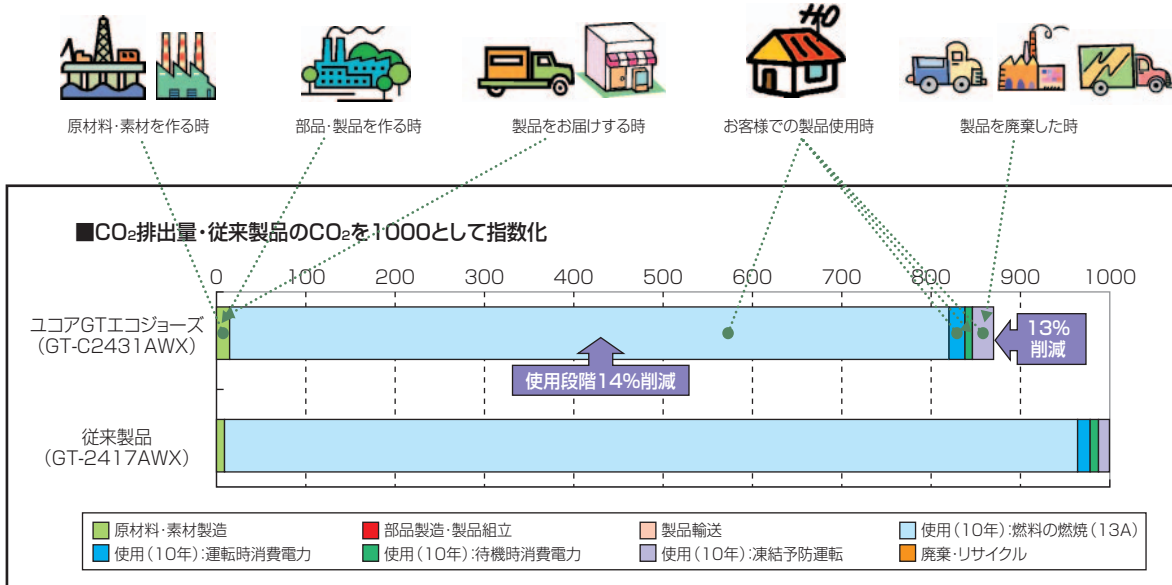 原材料・素材を作る時
部品・製品を作る時
製品をお届けする時
お客様での製品使用時
製品を廃棄した時
■CO₂排出量・従来製品のCO₂を1000として指数化
0 100 200 300 400 500 600 700 800 900 1000
ユコアGTエコジョーズ
(GT-C2431AWX)
13%
削減
使用段階14%削減
従来製品
(GT-2417AWX)
原材料・素材製造 部品製造・製品組立 製品輸送 使用(10年):燃料の燃焼(13A)
使用(10年):運転時消費電力 使用(10年):待機時消費電力 使用(10年):凍結予防運転 廃棄・リサイクル